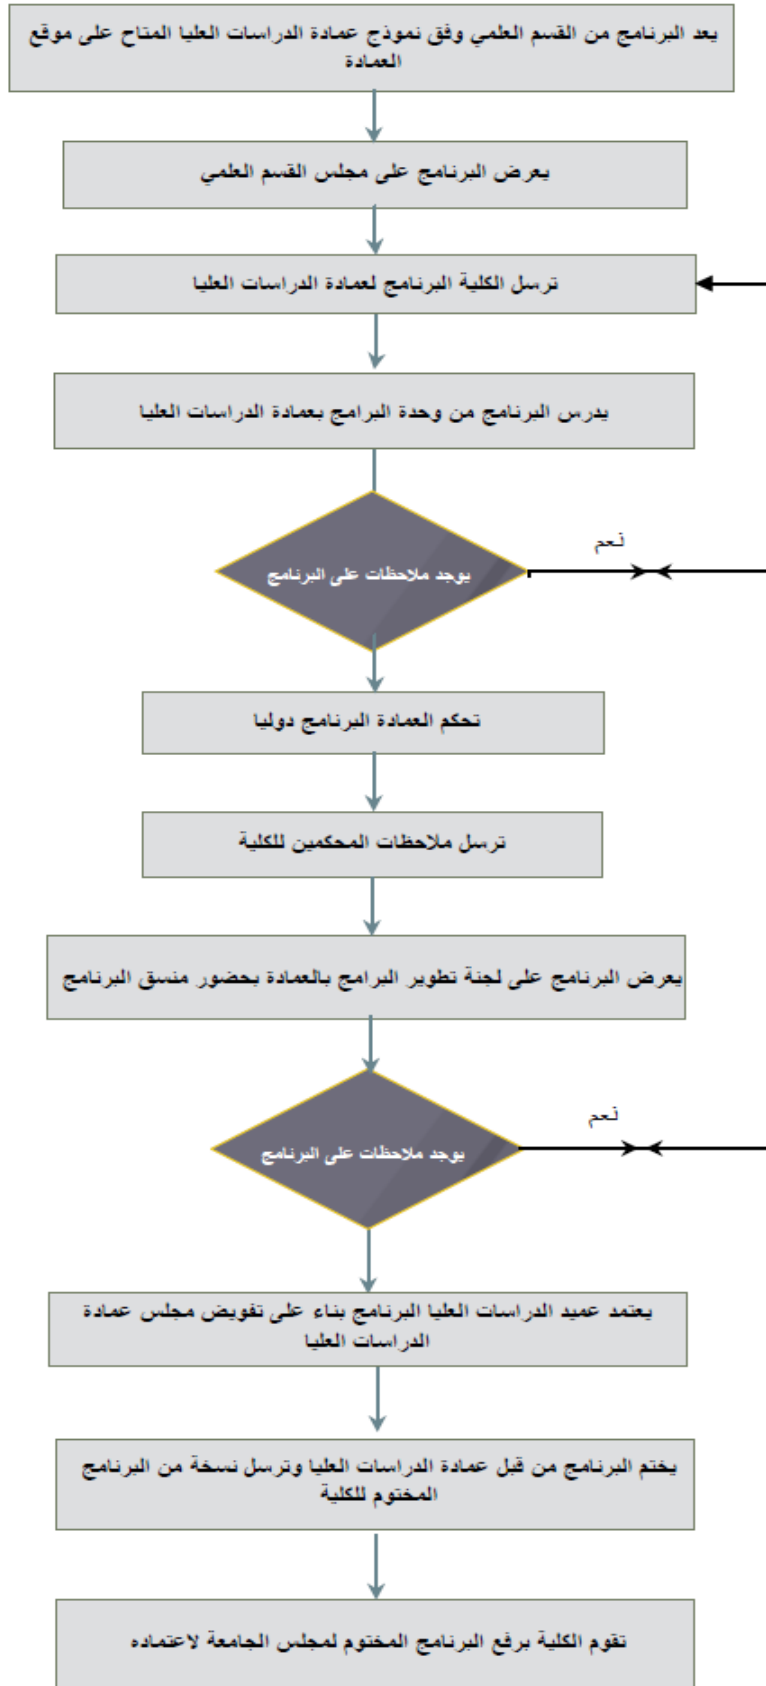 يعد البرنامج من القسم العلمي وفق نموذج عمادة الدراسات العليا المتاح على موقع
العمادة
يعرض البرنامج على مجلس القسم العلمي
ترسل الكلية البرنامج لعمادة الدراسات العليا
يدرس البرنامج من وحدة البرامج بعمادة الدراسات العليا
نعم
يوجد ملاحظات على البرنامج
تحكم العمادة البرنامج دوليا
ترسل ملاحظات المحكمين للكلية
يعرض البرنامج على لجنة تطوير البرامج بالعمادة بحضور منسق البرنامج
نعم
يوجد ملاحظات على البرنامج
يعتمد عميد الدراسات العليا البرنامج بناء على تفويض مجلس عمادة
الدراسات العليا
يختم البرنامج من قبل عمادة الدراسات العليا وترسل نسخة من البرنامج
المختوم للكلية
تقوم الكلية برفع البرنامج المختوم لمجلس الجامعة لاعتماده